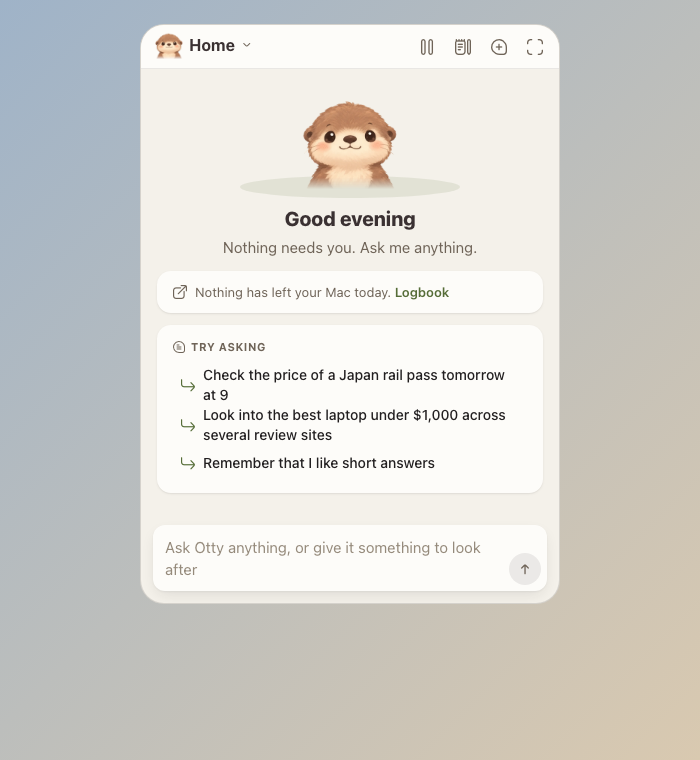 Home
Good evening
Nothing needs you. Ask me anything.
Nothing has left your Mac today. Logbook
TRY ASKING
Check the price of a Japan rail pass tomorrow
at 9
Look into the best laptop under $1,000 across
several review sites
Remember that I like short answers
Ask Otty anything, or give it something to look
after